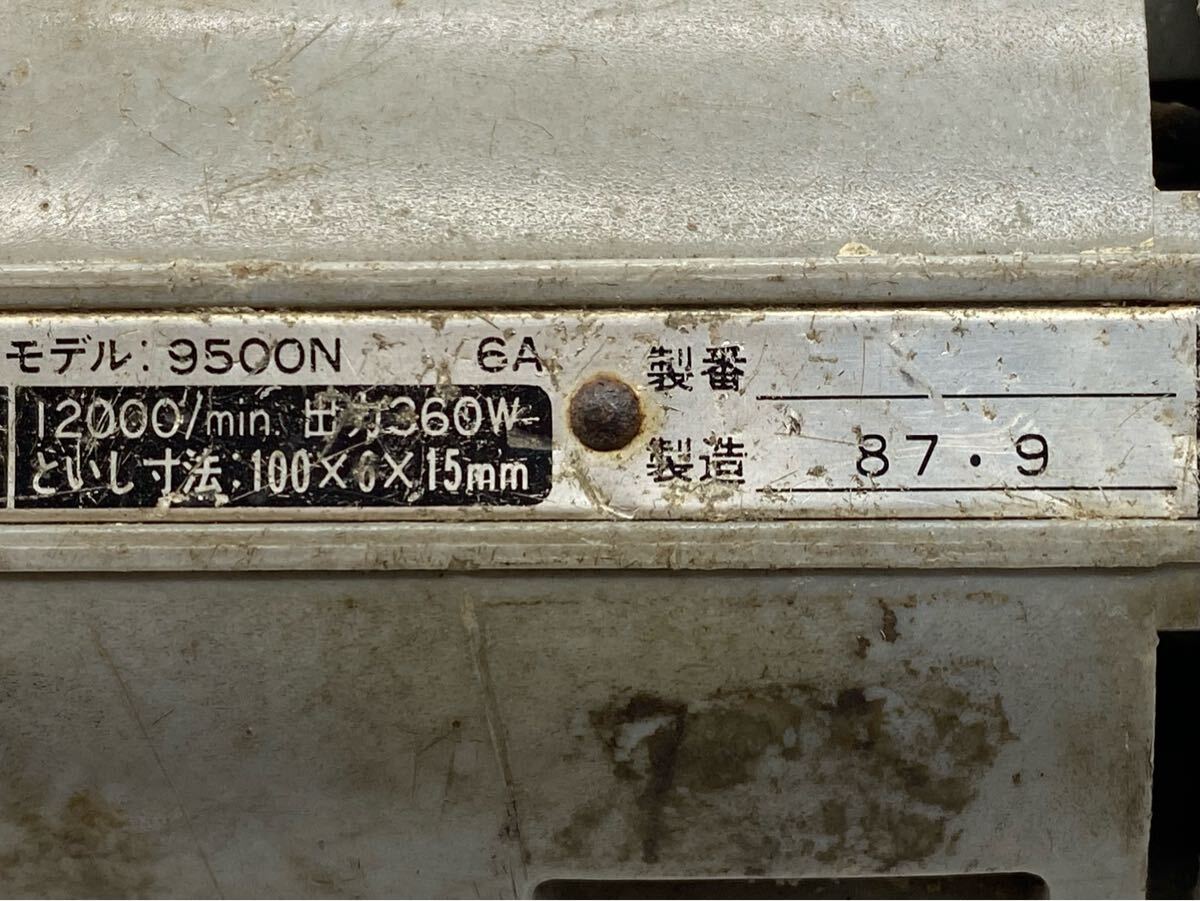 モデル: 9500N 6A
12000/min. 出力360W
といし寸法:100×6×15mm
製番
製造 87・9